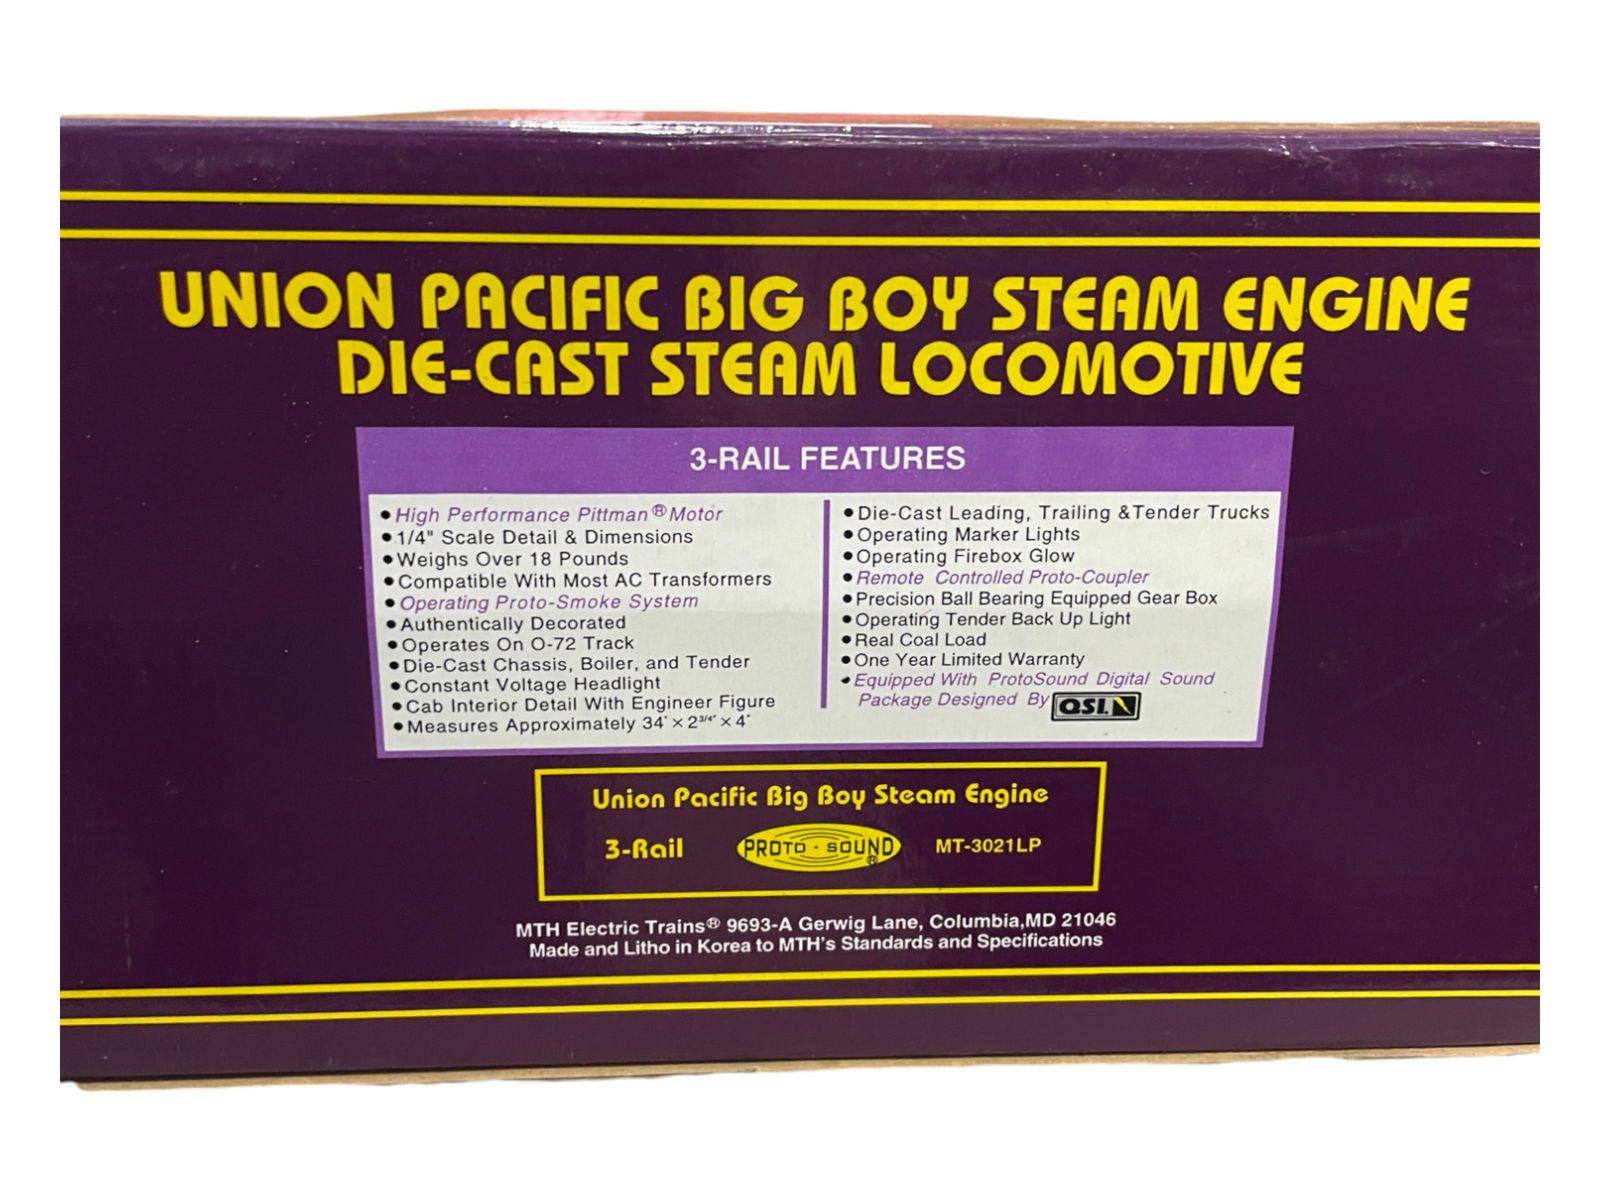 UNION PACIFIC BIG BOY STEAM ENGINE
DIE-CAST STEAM LOCOMOTIVE
3-RAIL FEATURES
• High Performance Pittman® Motor
• 1/4" Scale Detail & Dimensions
• Weighs Over 18 Pounds
• Compatible With Most AC Transformers
• Operating Proto-Smoke System
• Authentically Decorated
• Operates On O-72 Track
• Die-Cast Chassis, Boiler, and Tender
• Constant Voltage Headlight
• Cab Interior Detail With Engineer Figure
• Measures Approximately 34" x 2 3/4" x 4"
• Die-Cast Leading, Trailing & Tender Trucks
• Operating Marker Lights
• Operating Firebox Glow
• Remote Controlled Proto-Coupler
• Precision Ball Bearing Equipped Gear Box
• Operating Tender Back Up Light
• Real Coal Load
• One Year Limited Warranty
• Equipped With ProtoSound Digital Sound
Package Designed By QSI.
Union Pacific Big Boy Steam Engine
3-Rail PROTO-SOUND® MT-3021LP
MTH Electric Trains® 9693-A Gerwig Lane, Columbia,MD 21046
Made and Litho in Korea to MTH's Standards and Specifications